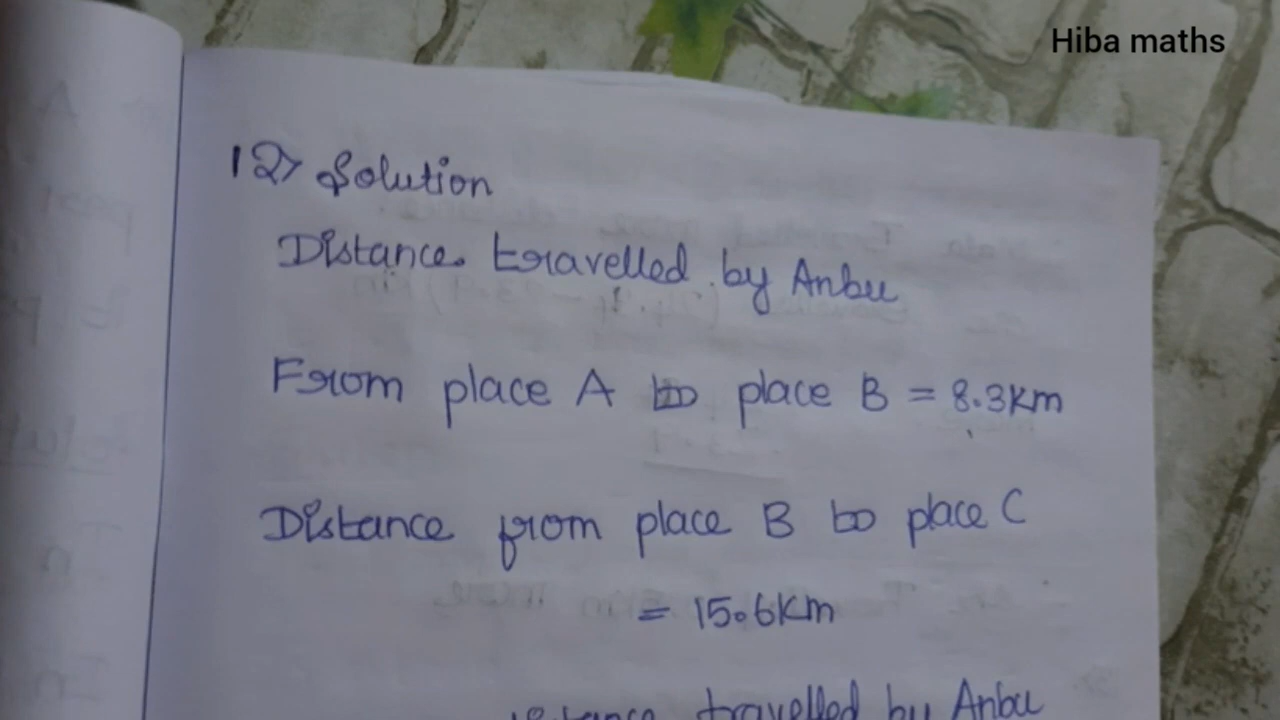 Hiba maths
12> Solution
Distance travelled by Anbu
From place A to place B = 8.3km
Distance from place B to place C
= 15.6km
travelled by Anbu